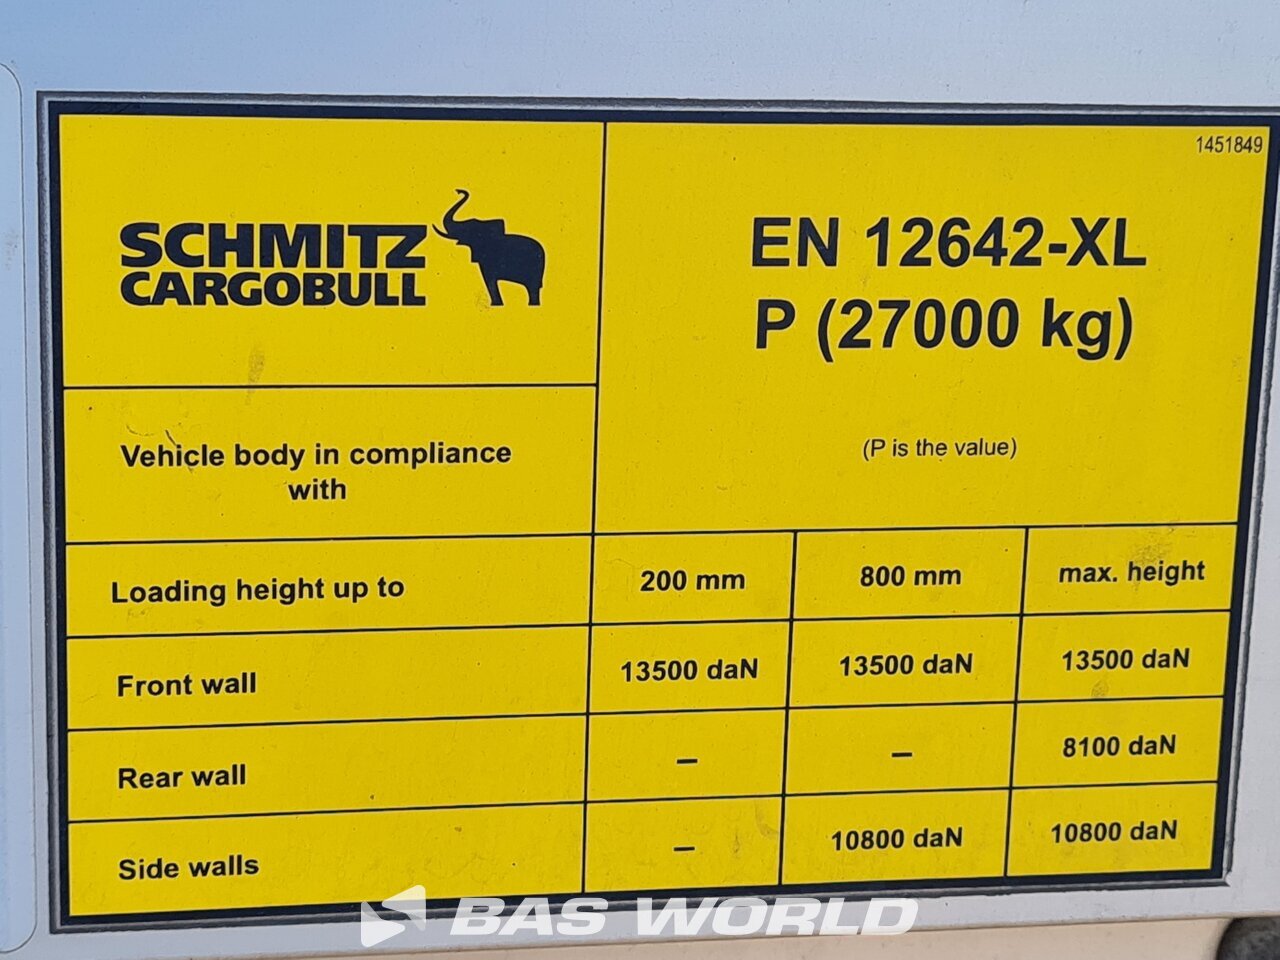 1451849
SCHMITZ
CARGOBULL
EN 12642-XL
P (27000 kg)
(P is the value)
Vehicle body in compliance
with
Loading height up to 200 mm 800 mm max. height
Front wall 13500 daN 13500 daN 13500 daN
Rear wall – – 8100 daN
Side walls – 10800 daN 10800 daN
BAS WORLD